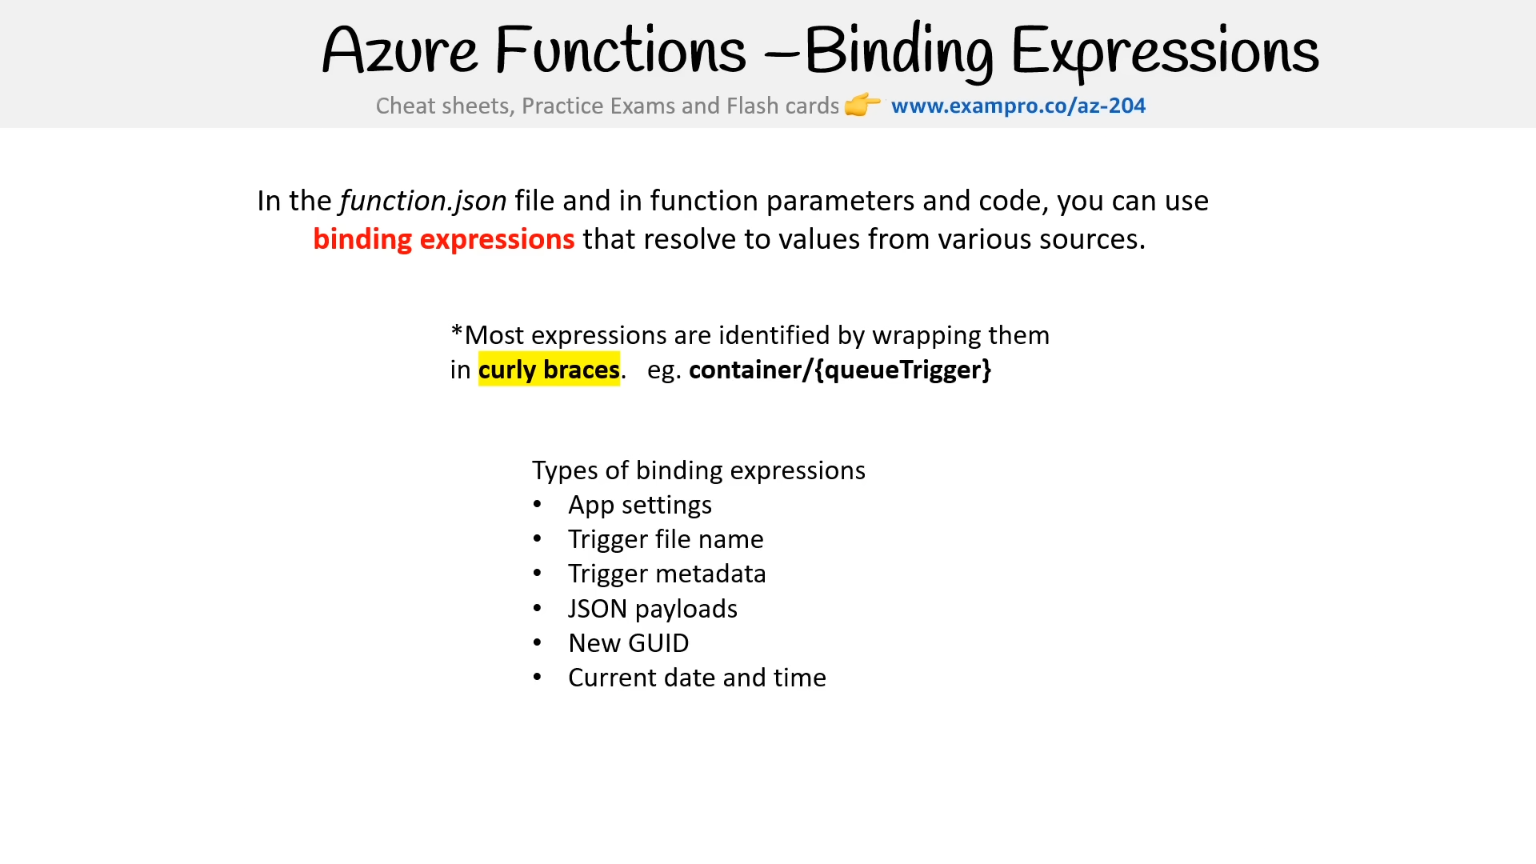 Azure Functions –Binding Expressions
Cheat sheets, Practice Exams and Flash cards 👉 www.exampro.co/az-204
In the function.json file and in function parameters and code, you can use
binding expressions that resolve to values from various sources.
*Most expressions are identified by wrapping them
in curly braces. eg. container/{queueTrigger}
Types of binding expressions
• App settings
• Trigger file name
• Trigger metadata
• JSON payloads
• New GUID
• Current date and time